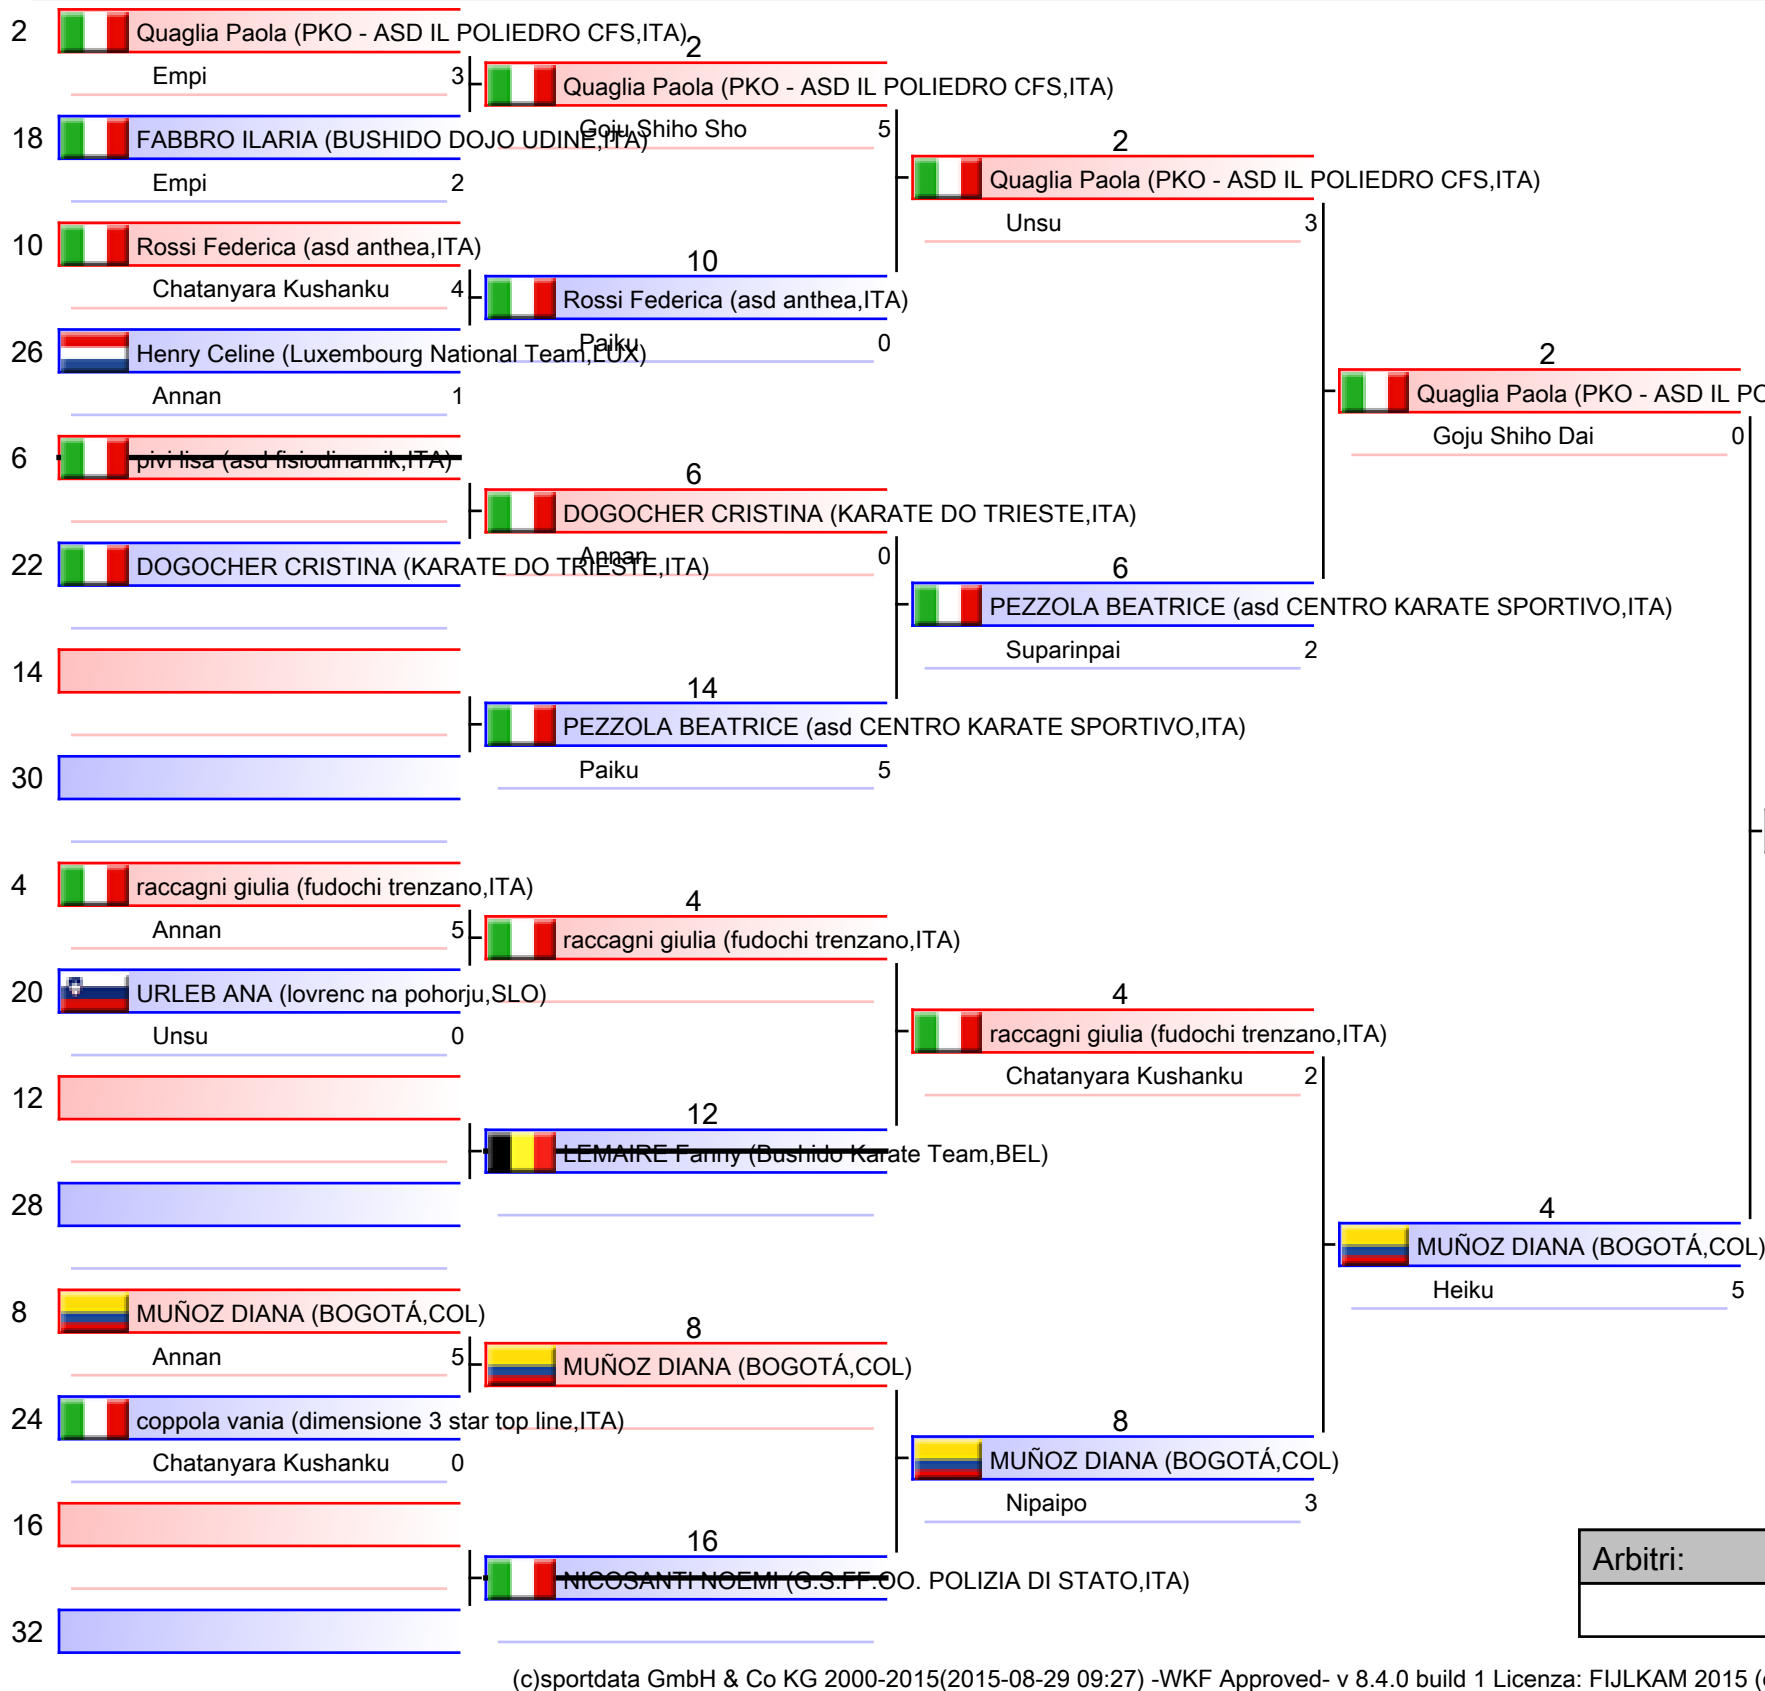 2
Quaglia Paola (PKO - ASD IL POLIEDRO CFS,ITA)
Empi 3
18
FABBRO ILARIA (BUSHIDO DOJO UDINE,ITA)
Empi 2
10
Rossi Federica (asd anthea,ITA)
Chatanyara Kushanku 4
26
Henry Celine (Luxembourg National Team,LUX)
Annan 1
6
pivi lisa (asd fisiodinamik,ITA)
22
DOGOCHER CRISTINA (KARATE DO TRIESTE,ITA)
14
30
4
raccagni giulia (fudochi trenzano,ITA)
Annan 5
20
URLEB ANA (lovrenc na pohorju,SLO)
Unsu 0
12
28
8
MUÑOZ DIANA (BOGOTÁ,COL)
Annan 5
24
coppola vania (dimensione 3 star top line,ITA)
Chatanyara Kushanku 0
16
32
2
Quaglia Paola (PKO - ASD IL POLIEDRO CFS,ITA)
Goju Shiho Sho 5
10
Rossi Federica (asd anthea,ITA)
Paiku 0
6
DOGOCHER CRISTINA (KARATE DO TRIESTE,ITA)
Annan 0
14
PEZZOLA BEATRICE (asd CENTRO KARATE SPORTIVO,ITA)
Paiku 5
4
raccagni giulia (fudochi trenzano,ITA)
12
LEMAIRE Fanny (Bushido Karate Team,BEL)
8
MUÑOZ DIANA (BOGOTÁ,COL)
16
NICOSANTI NOEMI (G.S.FF.OO. POLIZIA DI STATO,ITA)
2
Quaglia Paola (PKO - ASD IL POLIEDRO CFS,ITA)
Unsu 3
6
PEZZOLA BEATRICE (asd CENTRO KARATE SPORTIVO,ITA)
Suparinpai 2
4
raccagni giulia (fudochi trenzano,ITA)
Chatanyara Kushanku 2
8
MUÑOZ DIANA (BOGOTÁ,COL)
Nipaipo 3
2
Quaglia Paola (PKO - ASD IL PO
Goju Shiho Dai 0
4
MUÑOZ DIANA (BOGOTÁ,COL)
Heiku 5
Arbitri:
(c)sportdata GmbH & Co KG 2000-2015(2015-08-29 09:27) -WKF Approved- v 8.4.0 build 1 Licenza: FIJLKAM 2015 (